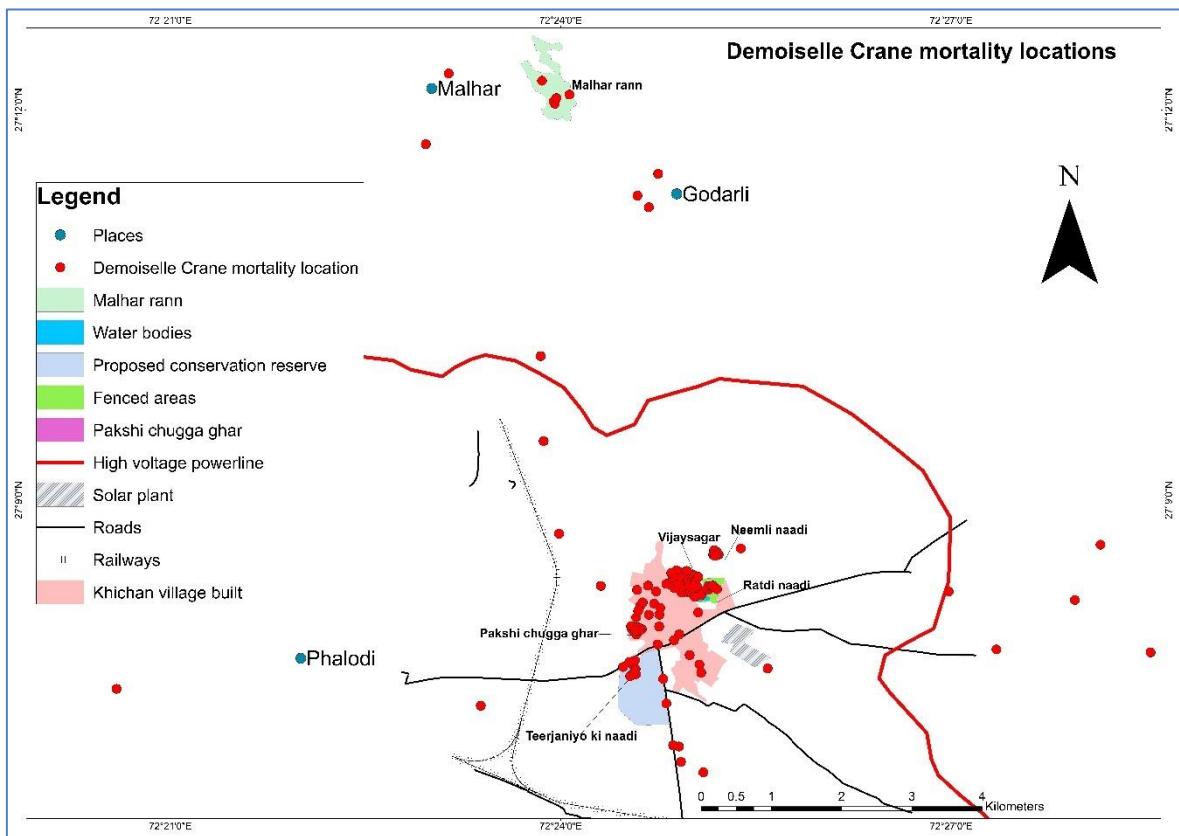 72°21'0"E 72°24'0"E 72°27'0"E
Demoiselle Crane mortality locations
Malhar
Malhar rann
27°12'0"N 27°12'0"N
N
Godarli
Legend
Places
Demoiselle Crane mortality location
Malhar rann
Water bodies
Proposed conservation reserve
Fenced areas
Pakshi chugga ghar
High voltage powerline
Solar plant
Roads
Railways
Khichan village built
27°9'0"N 27°9'0"N
Vijaysagar
Neemli naadi
Ratdi naadi
Pakshi chugga ghar
Phalodi
Teerjaniyo ki naadi
0 0.5 1 2 3 4
Kilometers
72°21'0"E 72°24'0"E 72°27'0"E